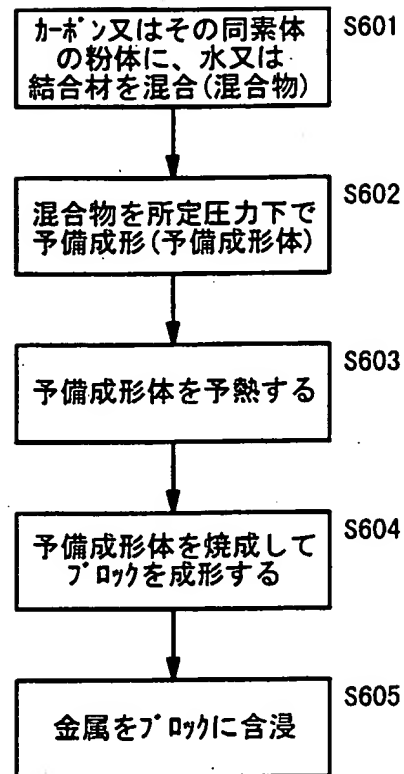 カーボン又はその同素体
S601
の粉体に、水又は
結合材を混合(混合物)
S602
混合物を所定圧力下で
予備成形(予備成形体)
S603
予備成形体を予熱する
S604
予備成形体を焼成して
ブロックを成形する
S605
金属をブロックに含浸